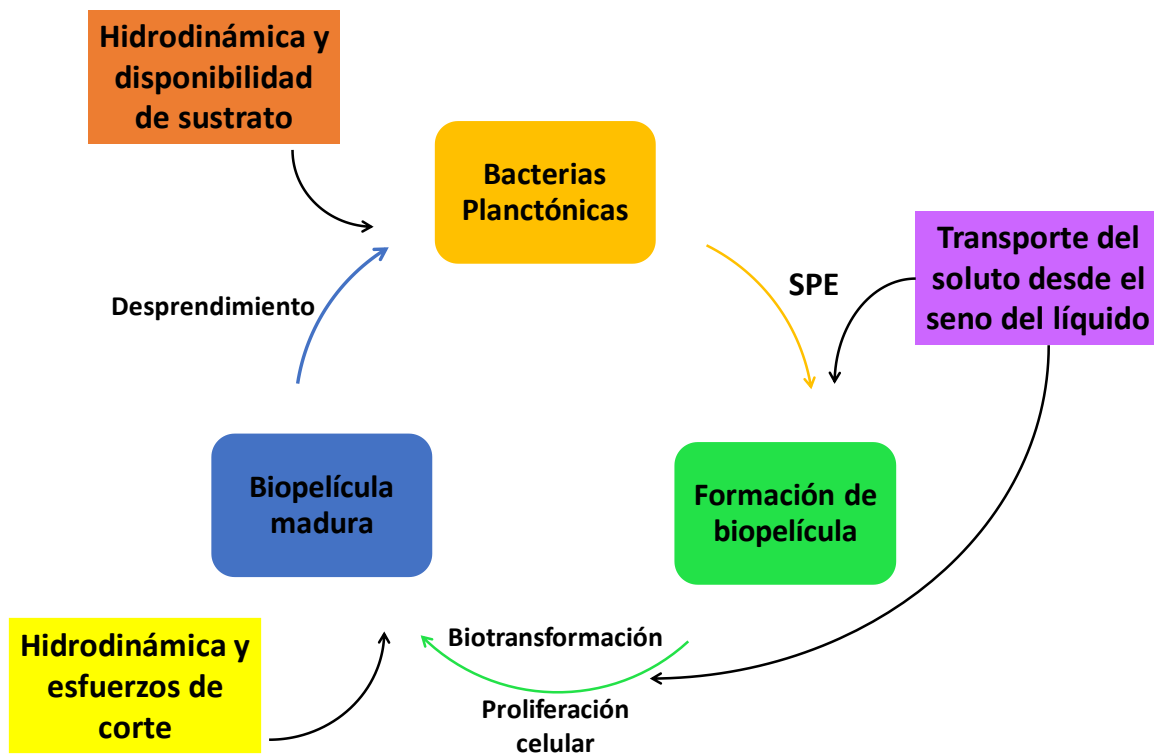 Hidrodinámica y
disponibilidad
de sustrato
Bacterias
Planctónicas
Transporte del
soluto desde el
seno del líquido
SPE
Desprendimiento
Biopelícula
madura
Formación de
biopelícula
Hidrodinámica y
esfuerzos de
corte
Biotransformación
Proliferación
celular